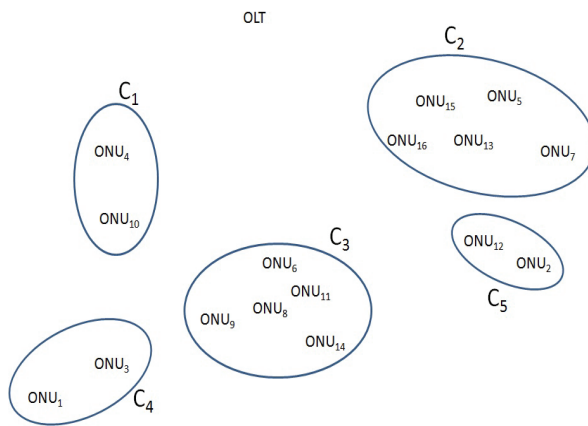 OLT
C₂
C₁
ONU₅
ONU₁₅
ONU₁₆
ONU₁₃
ONU₇
ONU₄
ONU₁₀
C₃
ONU₁₂
ONU₂
C₅
ONU₆
ONU₁₁
ONU₈
ONU₉
ONU₁₄
ONU₃
ONU₁
C₄